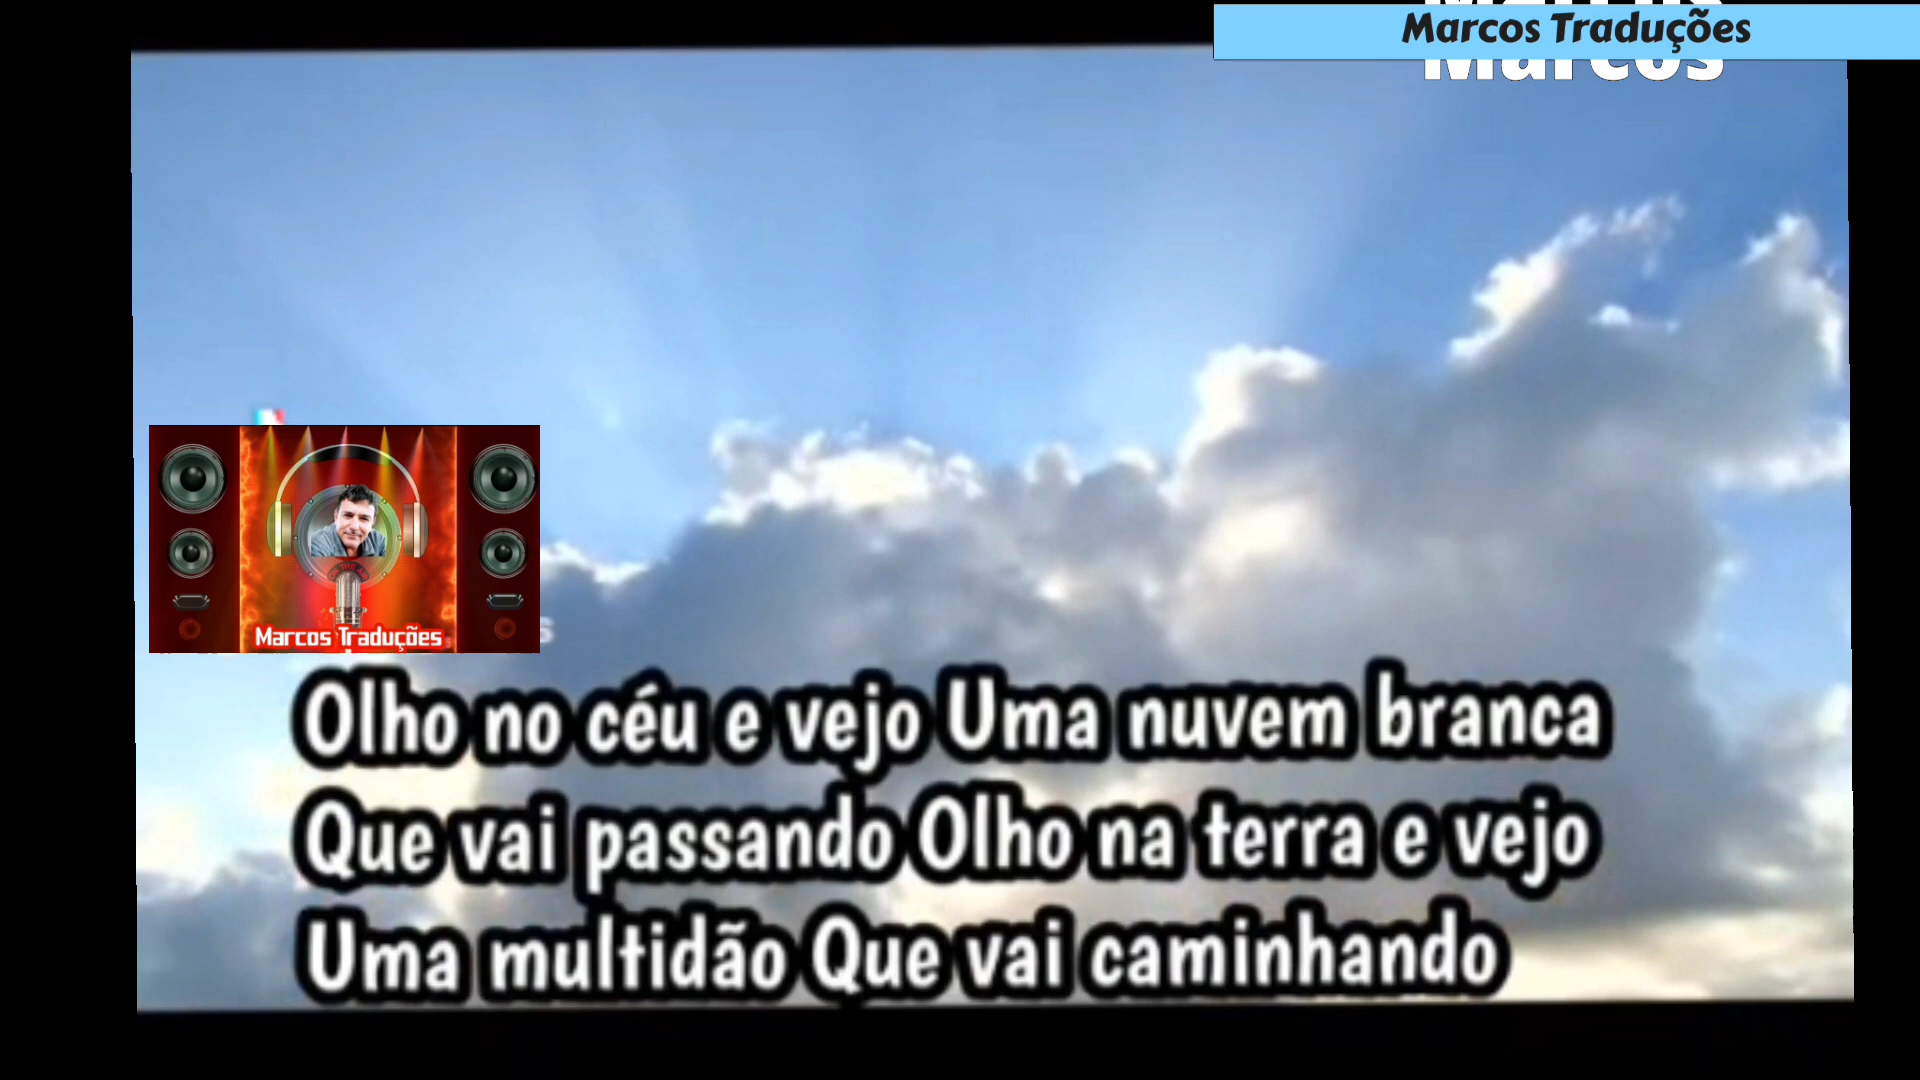 Marcos Traduções
Marcos
Marcos Traduções
Olho no céu e vejo Uma nuvem branca
Que vai passando Olho na terra e vejo
Uma multidão Que vai caminhando